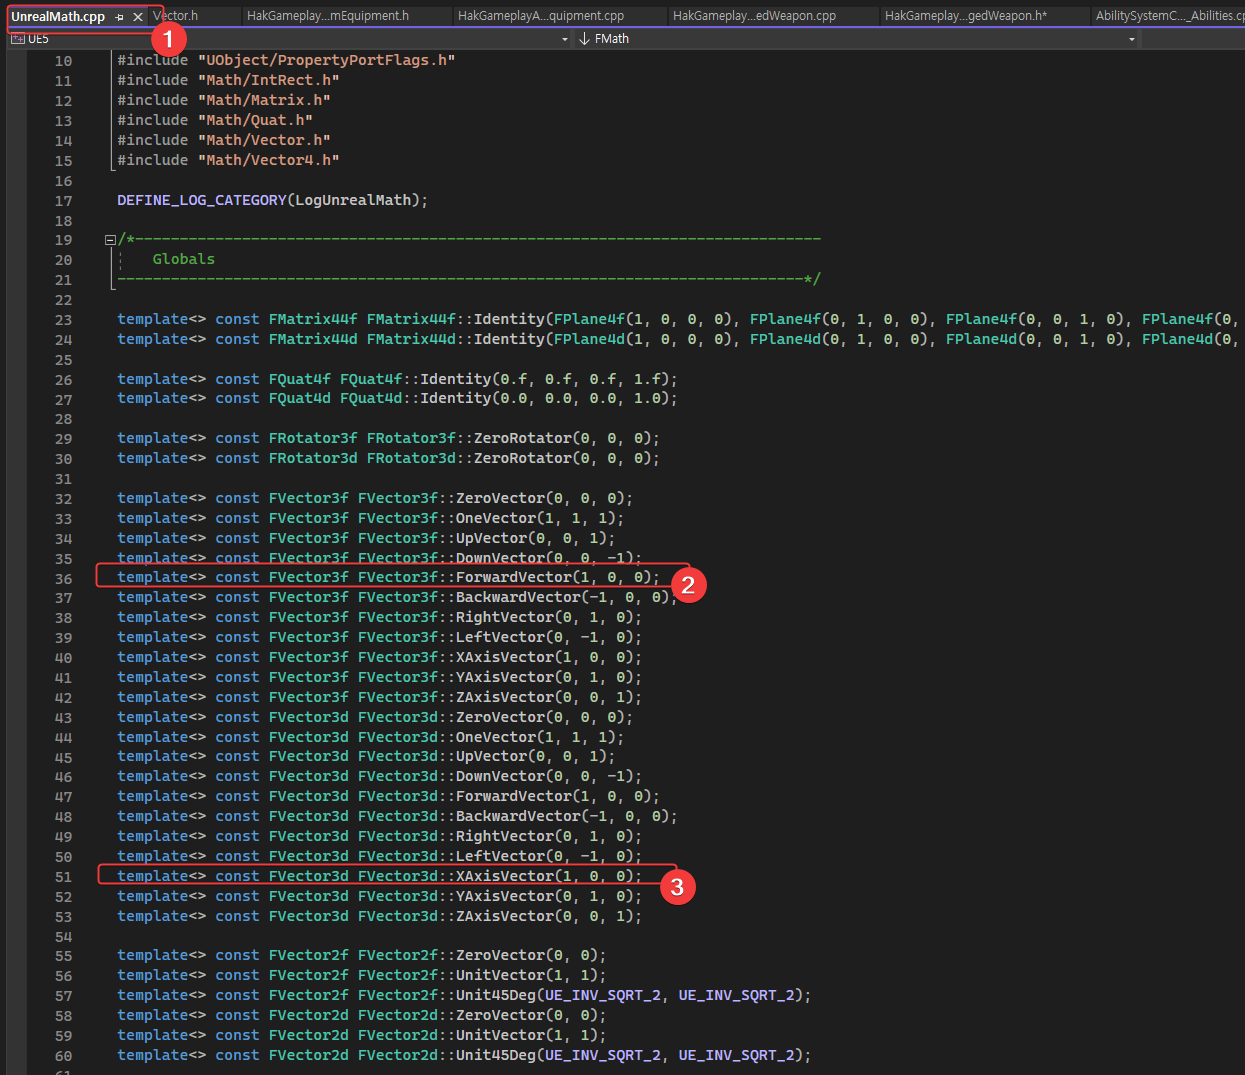 UnrealMath.cpp Vector.h HakGameplay...mEquipment.h HakGameplayA...quipment.cpp HakGameplay...edWeapon.cpp HakGameplay...gedWeapon.h* AbilitySystemC..._Abilities.cp
1
UE5 FMath
10 #include "UObject/PropertyPortFlags.h"
11 #include "Math/IntRect.h"
12 #include "Math/Matrix.h"
13 #include "Math/Quat.h"
14 #include "Math/Vector.h"
15 #include "Math/Vector4.h"
16
17 DEFINE_LOG_CATEGORY(LogUnrealMath);
18
19 /*-----------------------------------------------------------------------------
20 Globals
21 -----------------------------------------------------------------------------*/
22
23 template<> const FMatrix44f FMatrix44f::Identity(FPlane4f(1, 0, 0, 0), FPlane4f(0, 1, 0, 0), FPlane4f(0, 0, 1, 0), FPlane4f(0,
24 template<> const FMatrix44d FMatrix44d::Identity(FPlane4d(1, 0, 0, 0), FPlane4d(0, 1, 0, 0), FPlane4d(0, 0, 1, 0), FPlane4d(0,
25
26 template<> const FQuat4f FQuat4f::Identity(0.f, 0.f, 0.f, 1.f);
27 template<> const FQuat4d FQuat4d::Identity(0.0, 0.0, 0.0, 1.0);
28
29 template<> const FRotator3f FRotator3f::ZeroRotator(0, 0, 0);
30 template<> const FRotator3d FRotator3d::ZeroRotator(0, 0, 0);
31
32 template<> const FVector3f FVector3f::ZeroVector(0, 0, 0);
33 template<> const FVector3f FVector3f::OneVector(1, 1, 1);
34 template<> const FVector3f FVector3f::UpVector(0, 0, 1);
35 template<> const FVector3f FVector3f::DownVector(0, 0, -1);
36 template<> const FVector3f FVector3f::ForwardVector(1, 0, 0); 2
37 template<> const FVector3f FVector3f::BackwardVector(-1, 0, 0);
38 template<> const FVector3f FVector3f::RightVector(0, 1, 0);
39 template<> const FVector3f FVector3f::LeftVector(0, -1, 0);
40 template<> const FVector3f FVector3f::XAxisVector(1, 0, 0);
41 template<> const FVector3f FVector3f::YAxisVector(0, 1, 0);
42 template<> const FVector3f FVector3f::ZAxisVector(0, 0, 1);
43 template<> const FVector3d FVector3d::ZeroVector(0, 0, 0);
44 template<> const FVector3d FVector3d::OneVector(1, 1, 1);
45 template<> const FVector3d FVector3d::UpVector(0, 0, 1);
46 template<> const FVector3d FVector3d::DownVector(0, 0, -1);
47 template<> const FVector3d FVector3d::ForwardVector(1, 0, 0);
48 template<> const FVector3d FVector3d::BackwardVector(-1, 0, 0);
49 template<> const FVector3d FVector3d::RightVector(0, 1, 0);
50 template<> const FVector3d FVector3d::LeftVector(0, -1, 0);
51 template<> const FVector3d FVector3d::XAxisVector(1, 0, 0); 3
52 template<> const FVector3d FVector3d::YAxisVector(0, 1, 0);
53 template<> const FVector3d FVector3d::ZAxisVector(0, 0, 1);
54
55 template<> const FVector2f FVector2f::ZeroVector(0, 0);
56 template<> const FVector2f FVector2f::UnitVector(1, 1);
57 template<> const FVector2f FVector2f::Unit45Deg(UE_INV_SQRT_2, UE_INV_SQRT_2);
58 template<> const FVector2d FVector2d::ZeroVector(0, 0);
59 template<> const FVector2d FVector2d::UnitVector(1, 1);
60 template<> const FVector2d FVector2d::Unit45Deg(UE_INV_SQRT_2, UE_INV_SQRT_2);
61